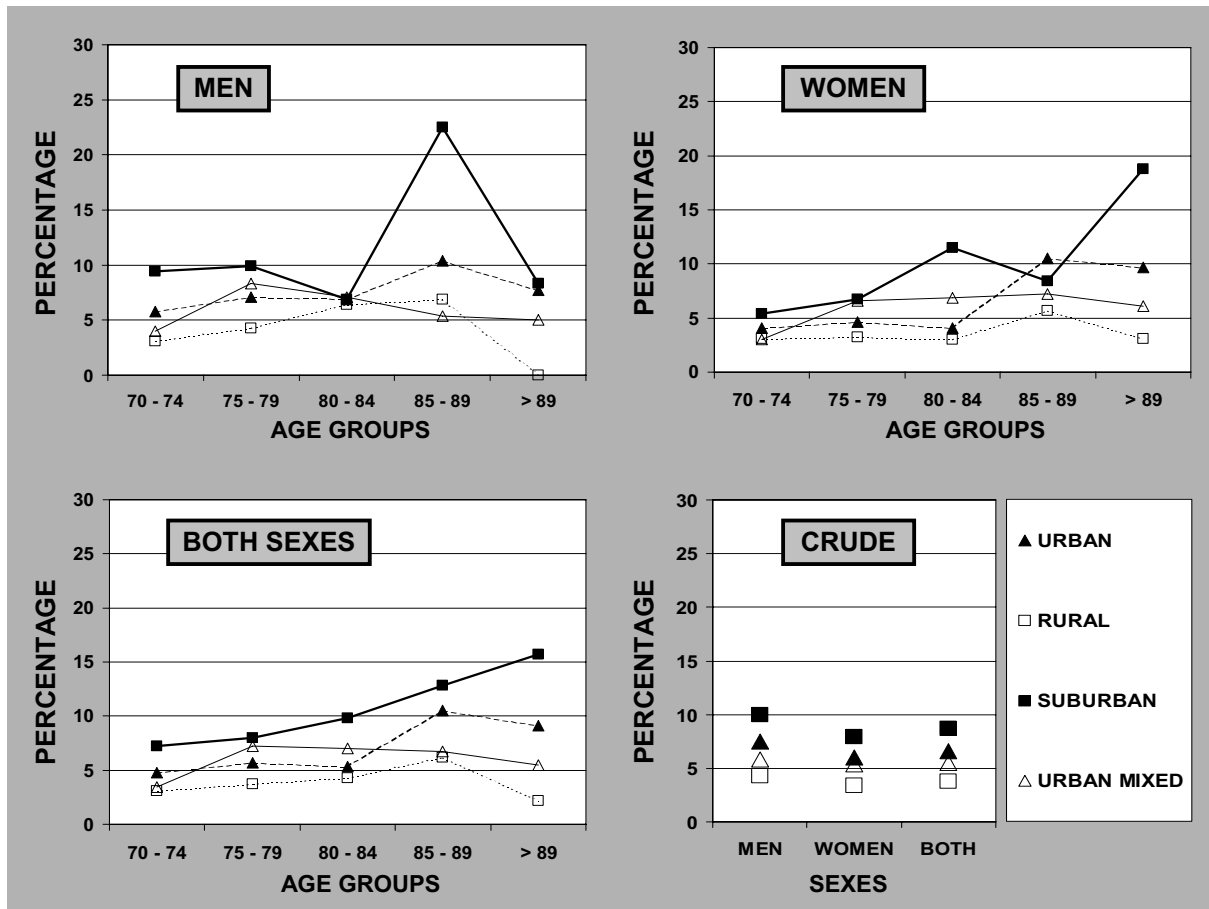 MEN
PERCENTAGE
30
25
20
15
10
5
0
70 - 74 75 - 79 80 - 84 85 - 89 > 89
AGE GROUPS
WOMEN
PERCENTAGE
30
25
20
15
10
5
0
70 - 74 75 - 79 80 - 84 85 - 89 > 89
AGE GROUPS
BOTH SEXES
PERCENTAGE
30
25
20
15
10
5
0
70 - 74 75 - 79 80 - 84 85 - 89 > 89
AGE GROUPS
CRUDE
PERCENTAGE
30
25
20
15
10
5
0
MEN WOMEN BOTH
SEXES
URBAN
RURAL
SUBURBAN
URBAN MIXED